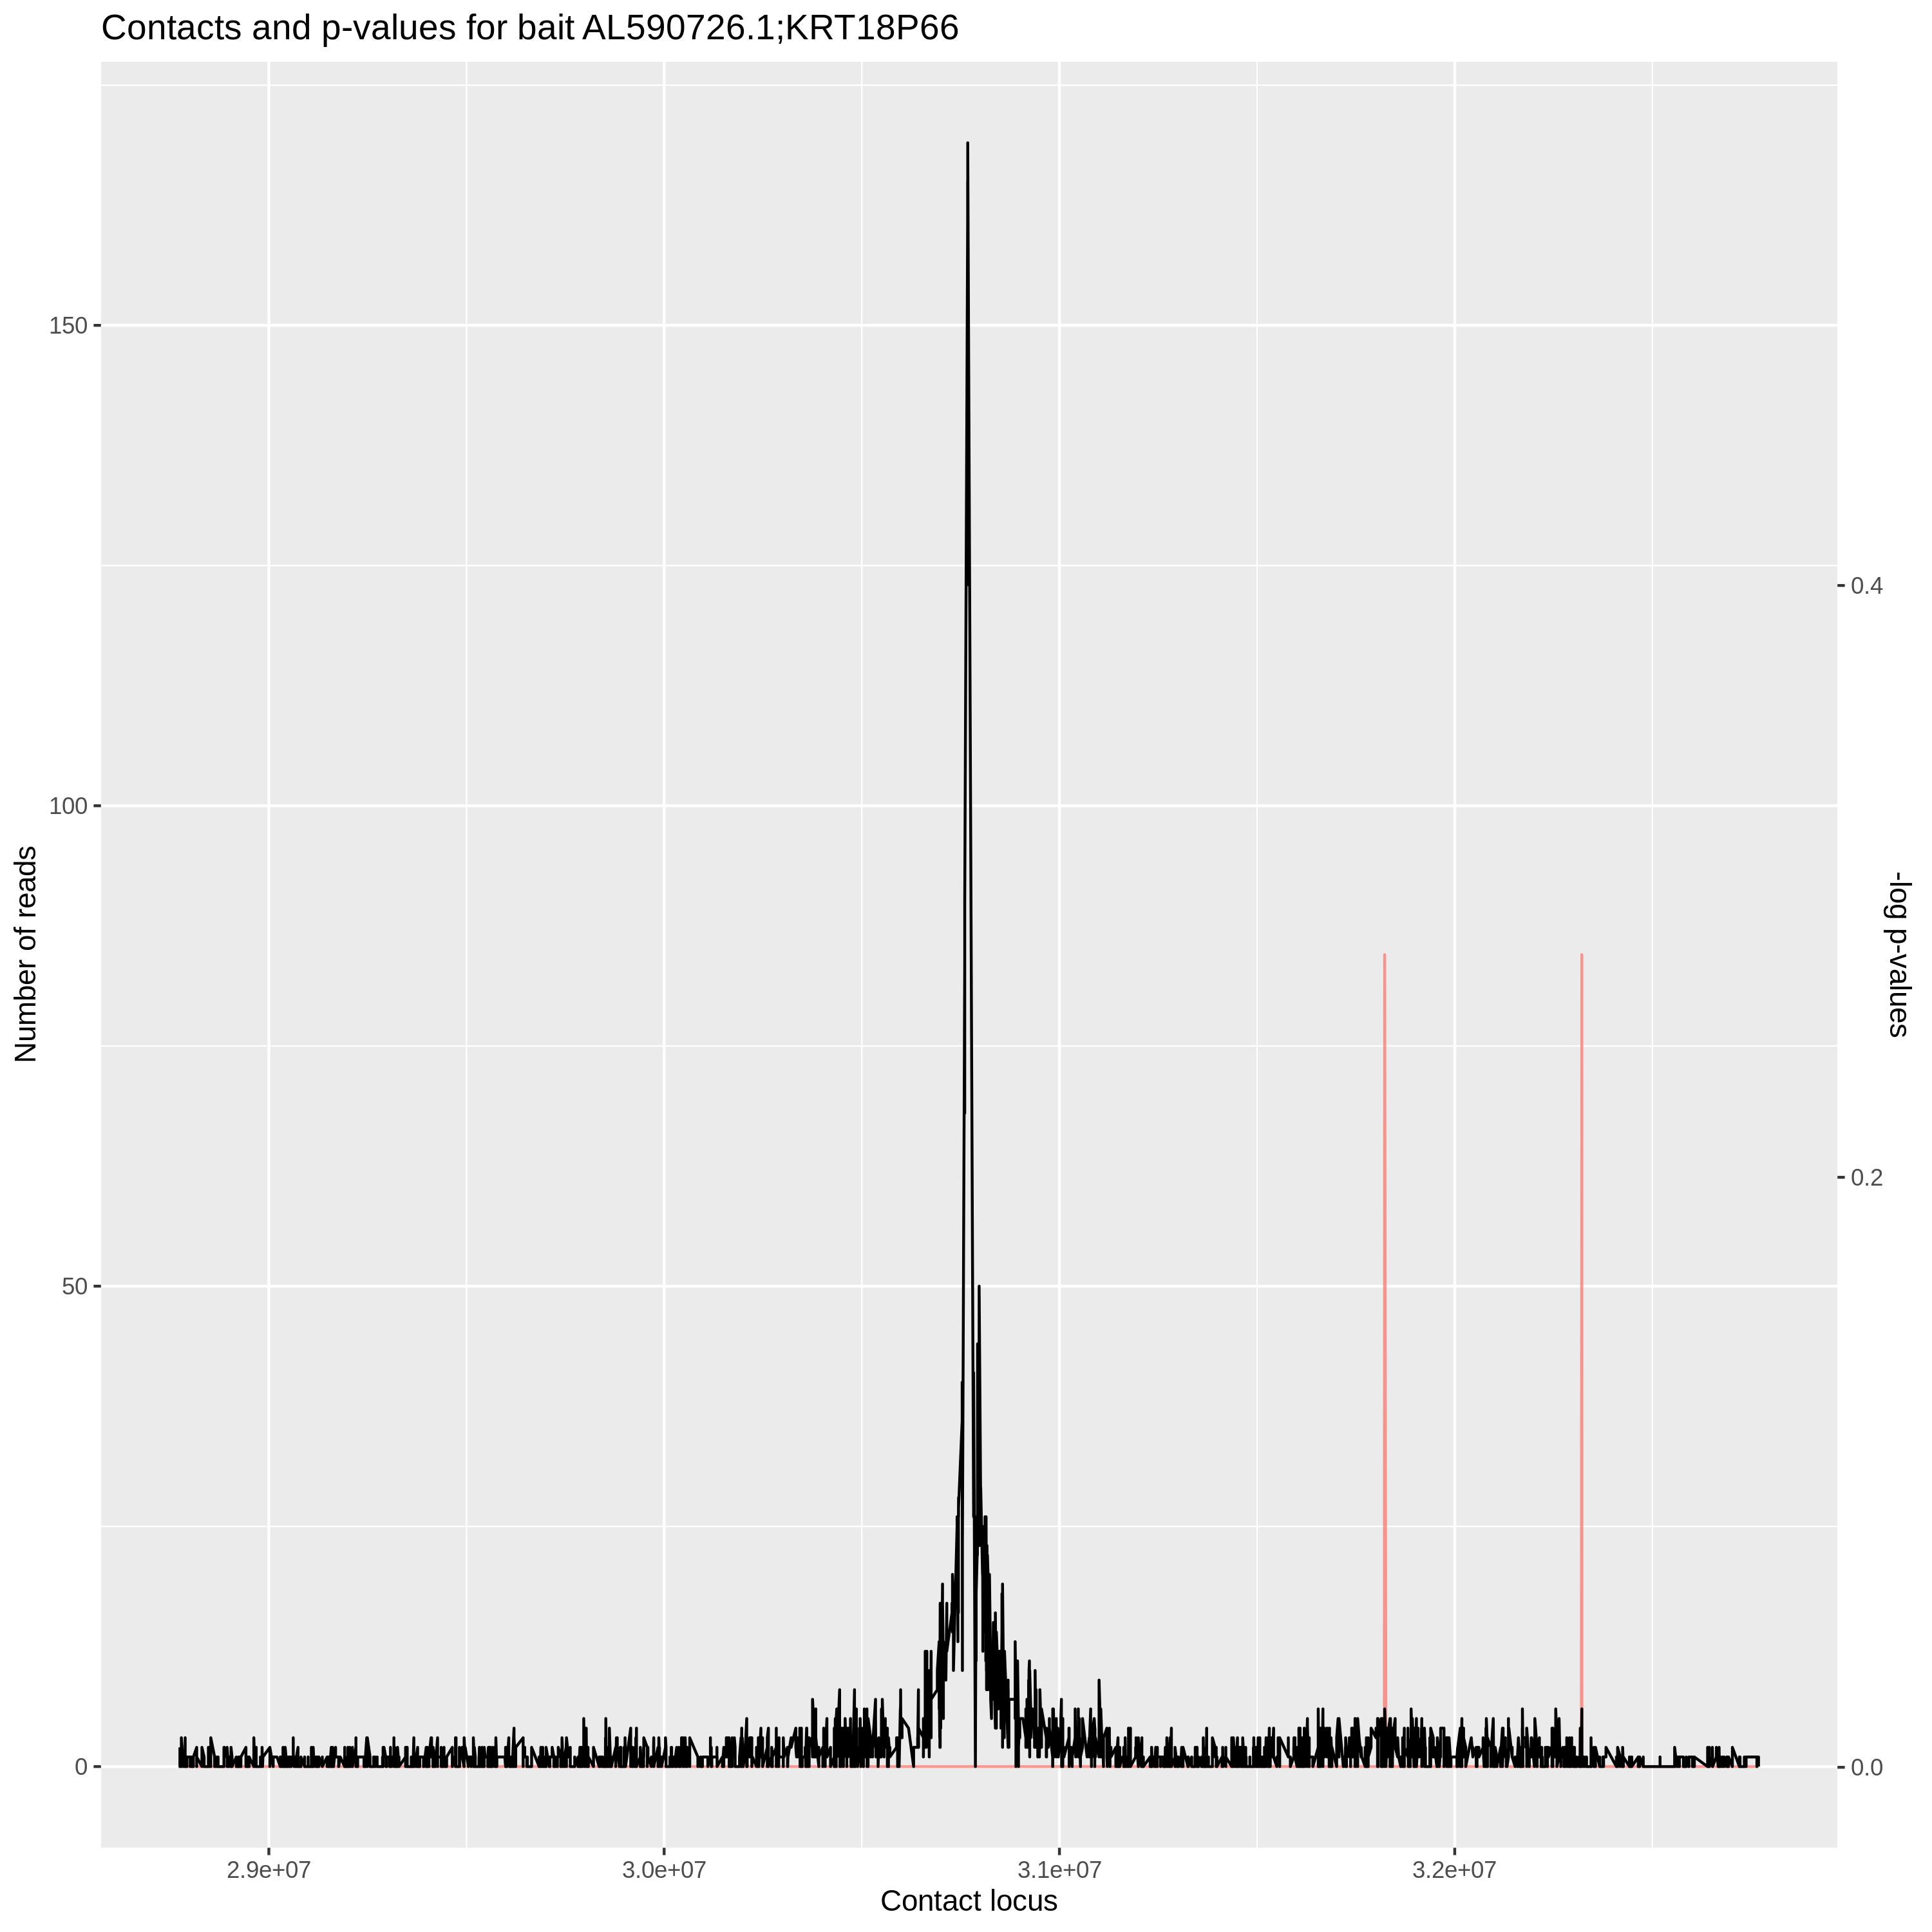 Contacts and p-values for bait AL590726.1;KRT18P66
150
100
50
0
Number of reads
0.4
0.2
0.0
-log p-values
2.9e+07
3.0e+07
3.1e+07
3.2e+07
Contact locus